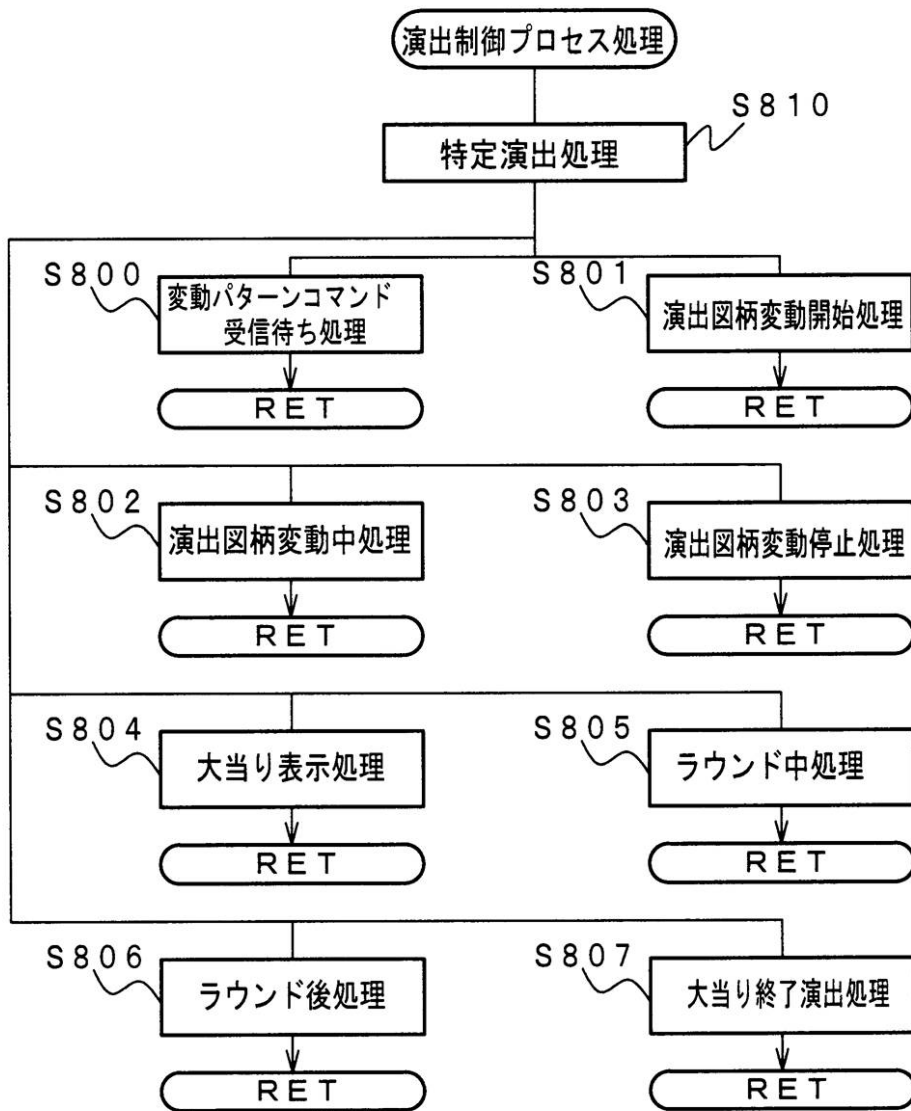 演出制御プロセス処理
S810
特定演出処理
S800
変動パターンコマンド
受信待ち処理
RET
S801
演出図柄変動開始処理
RET
S802
演出図柄変動中処理
RET
S803
演出図柄変動停止処理
RET
S804
大当り表示処理
RET
S805
ラウンド中処理
RET
S806
ラウンド後処理
RET
S807
大当り終了演出処理
RET